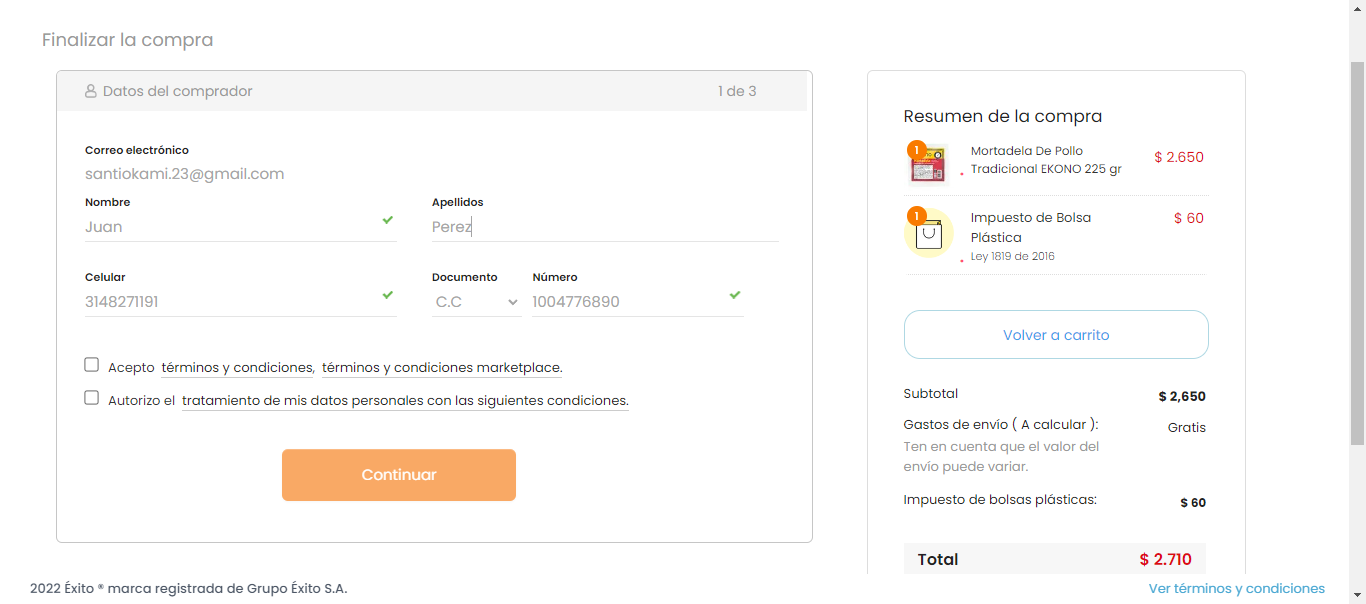 Finalizar la compra
Datos del comprador
1 de 3
Correo electrónico
santiokami.23@gmail.com
Nombre
Apellidos
Juan
Perez
Celular
Documento
Número
3148271191
C.C
1004776890
Acepto términos y condiciones, términos y condiciones marketplace.
Autorizo el tratamiento de mis datos personales con las siguientes condiciones.
Continuar
Resumen de la compra
1
Mortadela De Pollo
Tradicional EKONO 225 gr
$ 2.650
1
Impuesto de Bolsa
Plástica
Ley 1819 de 2016
$ 60
Volver a carrito
Subtotal
$ 2,650
Gastos de envío ( A calcular ):
Gratis
Ten en cuenta que el valor del
envío puede variar.
Impuesto de bolsas plásticas:
$ 60
Total
$ 2.710
2022 Éxito ® marca registrada de Grupo Éxito S.A.
Ver términos y condiciones